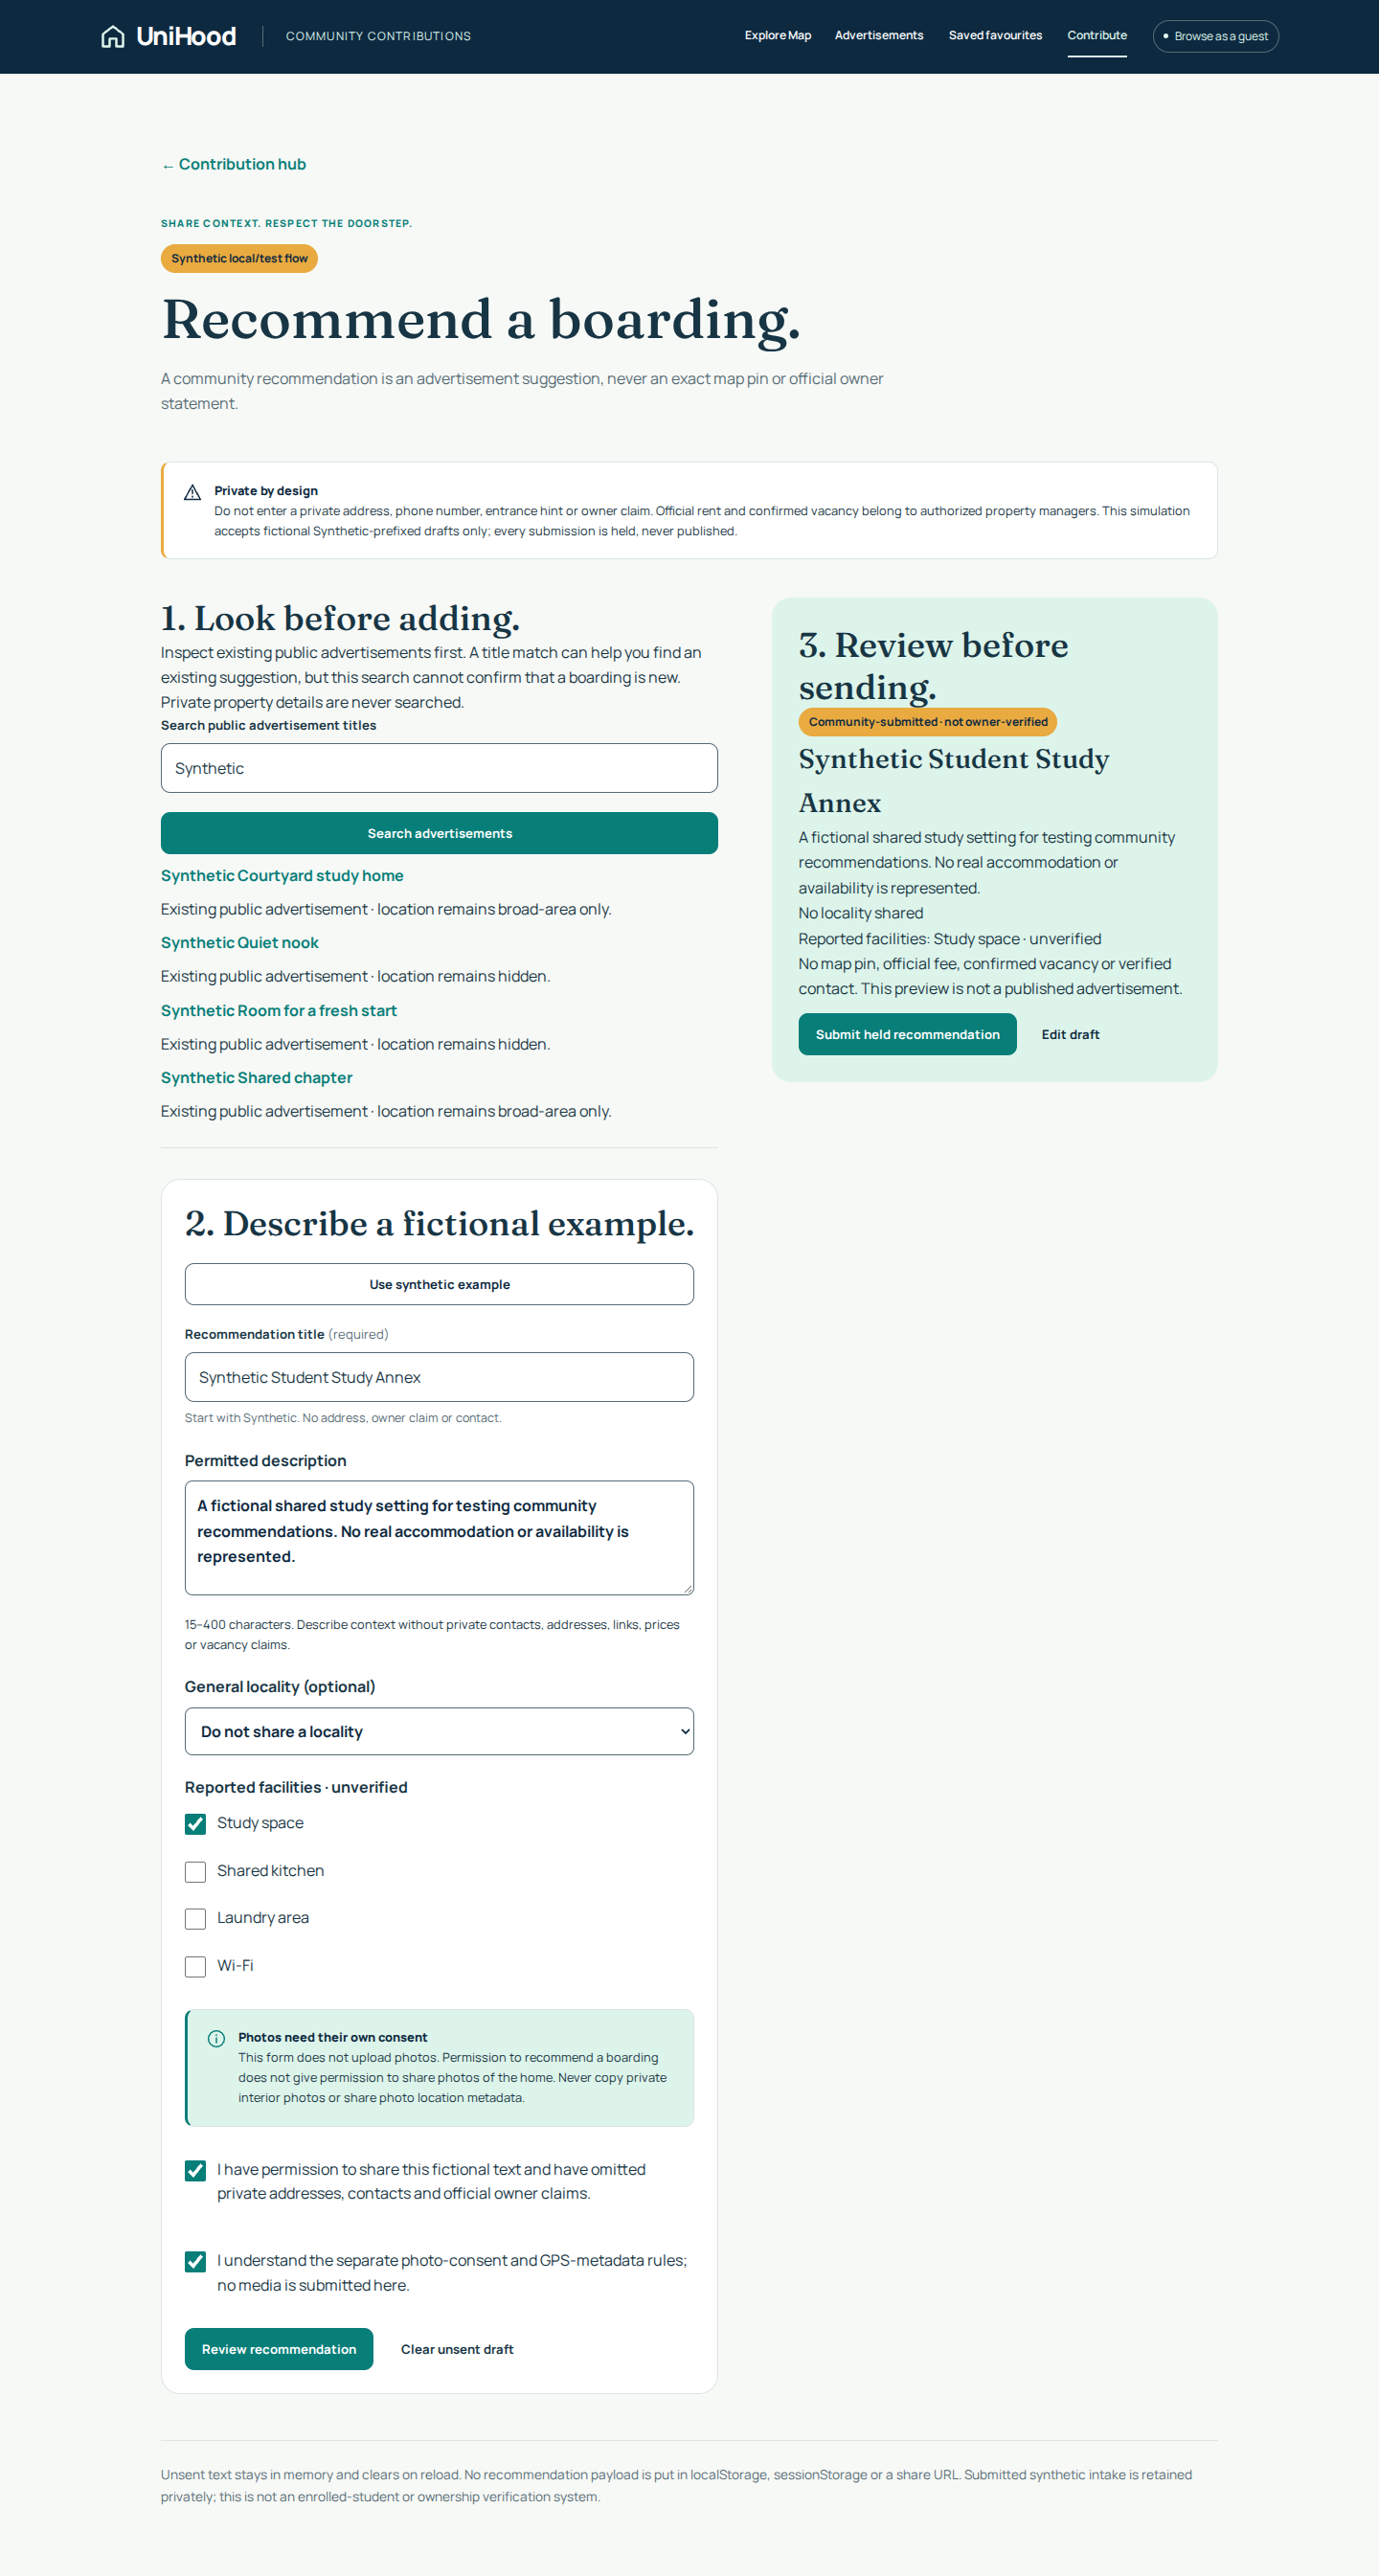 UniHood
COMMUNITY CONTRIBUTIONS
Explore Map
Advertisements
Saved favourites
Contribute
Browse as a guest
← Contribution hub
SHARE CONTEXT. RESPECT THE DOORSTEP.
Synthetic local/test flow
Recommend a boarding.
A community recommendation is an advertisement suggestion, never an exact map pin or official owner
statement.
Private by design
Do not enter a private address, phone number, entrance hint or owner claim. Official rent and confirmed vacancy belong to authorized property managers. This simulation
accepts fictional Synthetic-prefixed drafts only; every submission is held, never published.
1. Look before adding.
Inspect existing public advertisements first. A title match can help you find an
existing suggestion, but this search cannot confirm that a boarding is new.
Private property details are never searched.
Search public advertisement titles
Synthetic
Search advertisements
Synthetic Courtyard study home
Existing public advertisement · location remains broad-area only.
Synthetic Quiet nook
Existing public advertisement · location remains hidden.
Synthetic Room for a fresh start
Existing public advertisement · location remains hidden.
Synthetic Shared chapter
Existing public advertisement · location remains broad-area only.
2. Describe a fictional example.
Use synthetic example
Recommendation title (required)
Synthetic Student Study Annex
Start with Synthetic. No address, owner claim or contact.
Permitted description
A fictional shared study setting for testing community
recommendations. No real accommodation or availability is
represented.
15–400 characters. Describe context without private contacts, addresses, links, prices
or vacancy claims.
General locality (optional)
Do not share a locality
Reported facilities · unverified
Study space
Shared kitchen
Laundry area
Wi-Fi
Photos need their own consent
This form does not upload photos. Permission to recommend a boarding
does not give permission to share photos of the home. Never copy private
interior photos or share photo location metadata.
I have permission to share this fictional text and have omitted
private addresses, contacts and official owner claims.
I understand the separate photo-consent and GPS-metadata rules;
no media is submitted here.
Review recommendation
Clear unsent draft
3. Review before
sending.
Community-submitted · not owner-verified
Synthetic Student Study
Annex
A fictional shared study setting for testing community
recommendations. No real accommodation or
availability is represented.
No locality shared
Reported facilities: Study space · unverified
No map pin, official fee, confirmed vacancy or verified
contact. This preview is not a published advertisement.
Submit held recommendation
Edit draft
Unsent text stays in memory and clears on reload. No recommendation payload is put in localStorage, sessionStorage or a share URL. Submitted synthetic intake is retained
privately; this is not an enrolled-student or ownership verification system.